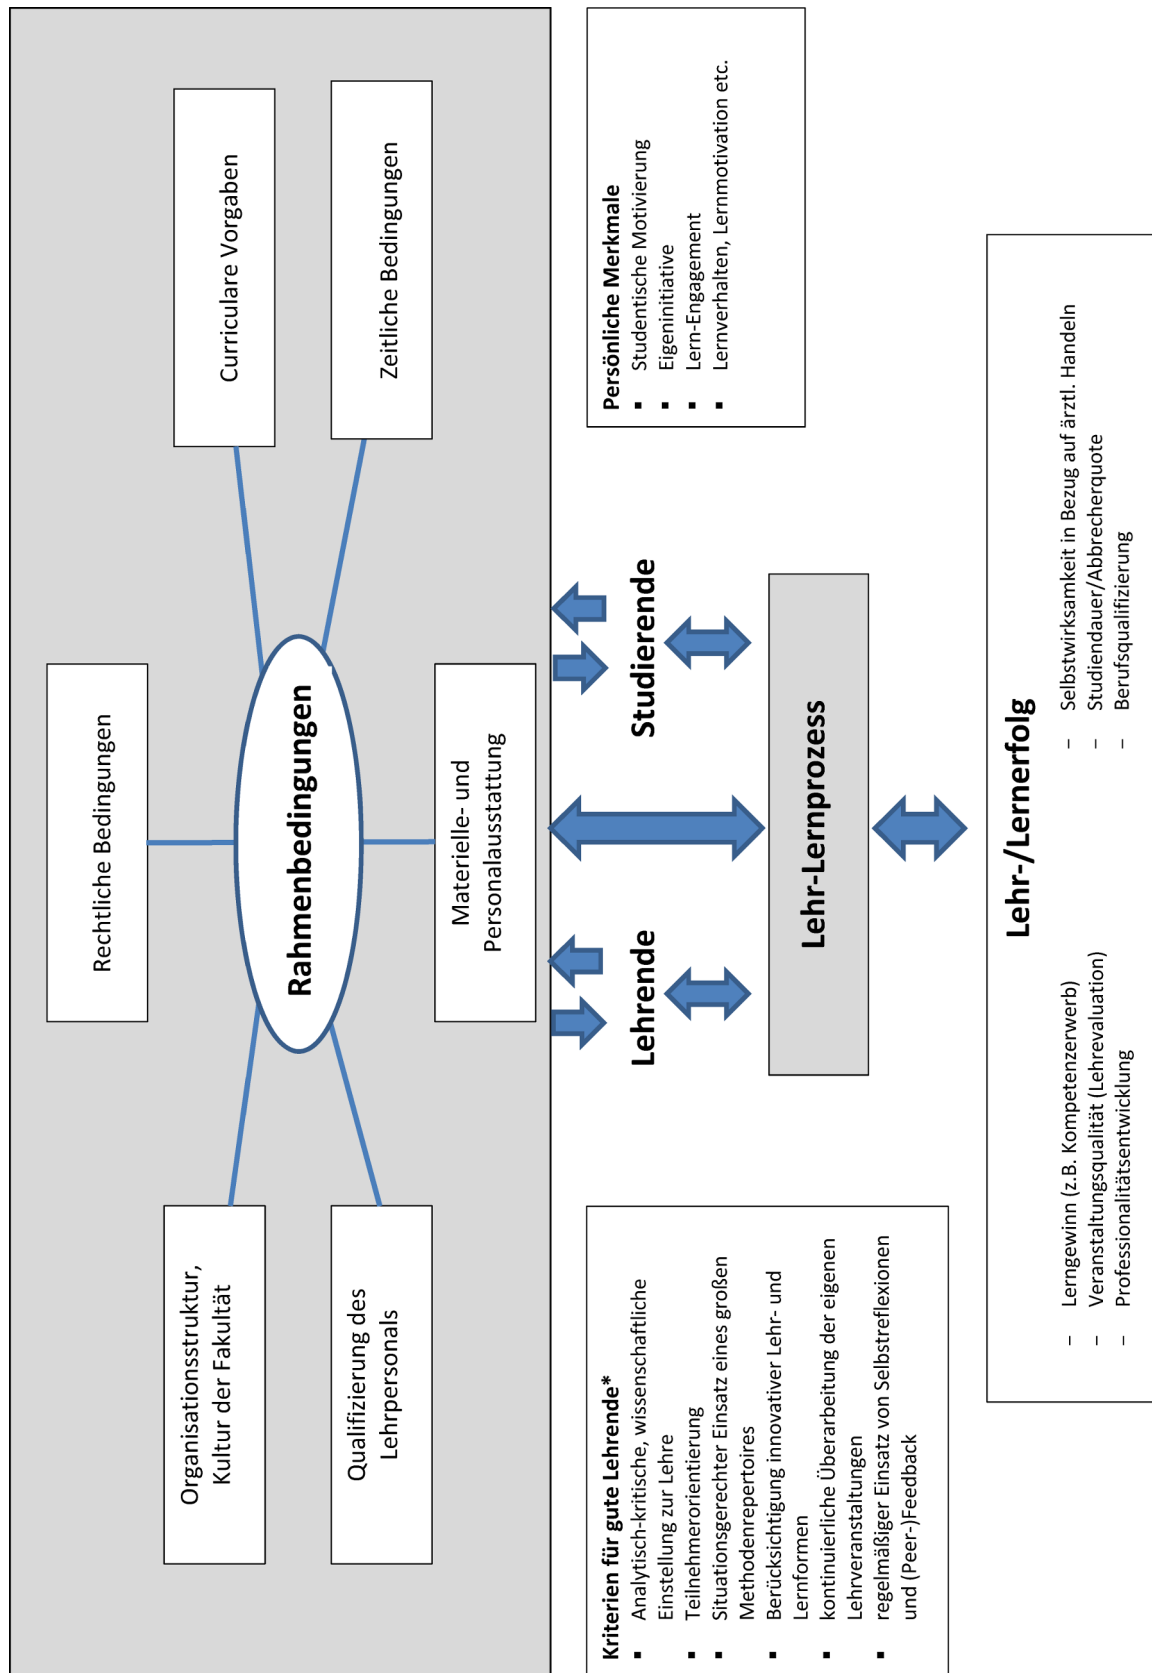 Rechtliche Bedingungen
Organisationsstruktur,
Kultur der Fakultät
Curriculare Vorgaben
Rahmenbedingungen
Qualifizierung des
Lehrpersonals
Zeitliche Bedingungen
Materielle- und
Personalausstattung
Kriterien für gute Lehrende*
▪ Analytisch-kritische, wissenschaftliche
Einstellung zur Lehre
▪ Teilnehmerorientierung
▪ Situationsgerechter Einsatz eines großen
Methodenrepertoires
▪ Berücksichtigung innovativer Lehr- und
Lernformen
▪ kontinuierliche Überarbeitung der eigenen
Lehrveranstaltungen
▪ regelmäßiger Einsatz von Selbstreflexionen
und (Peer-)Feedback
Lehrende
Studierende
Persönliche Merkmale
▪ Studentische Motivierung
▪ Eigeninitiative
▪ Lern-Engagement
▪ Lernverhalten, Lernmotivation etc.
Lehr-Lernprozess
Lehr-/Lernerfolg
– Lerngewinn (z.B. Kompetenzerwerb)
– Veranstaltungsqualität (Lehrevaluation)
– Professionalitätsentwicklung
– Selbstwirksamkeit in Bezug auf ärztl. Handeln
– Studiendauer/Abbrecherquote
– Berufsqualifizierung